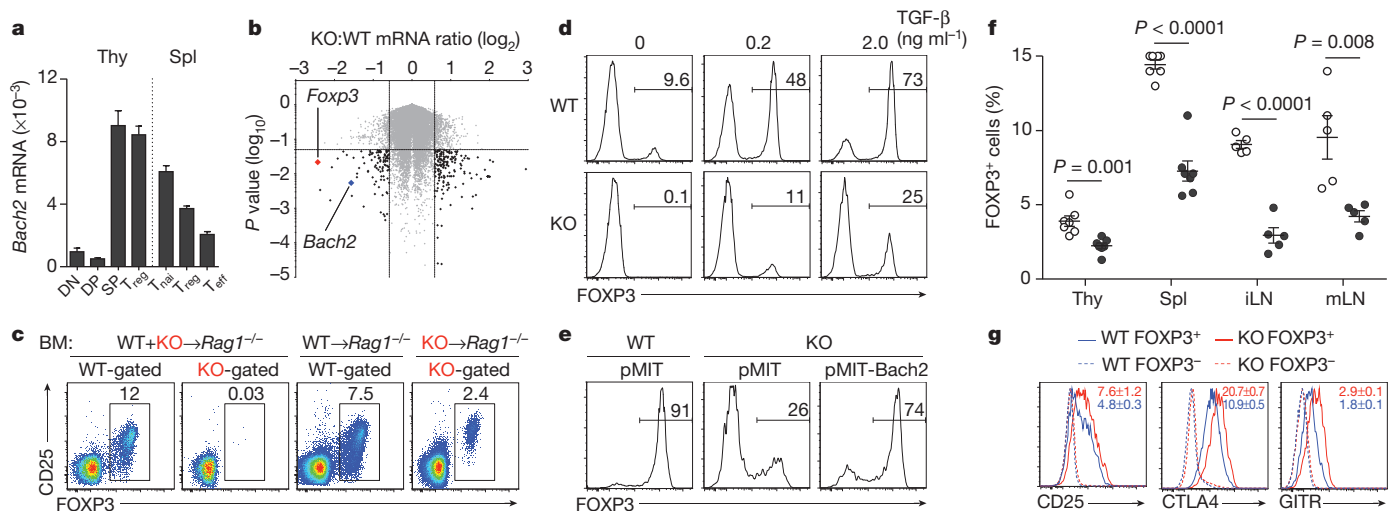 a
Thy Spl
Bach2 mRNA (×10⁻³)
12
8
4
0
DN DP SP Treg Tnai Treg Teff
b
KO:WT mRNA ratio (log₂)
−3 −2 −1 0 1 2 3
P value (log₁₀)
0
−1
−2
−3
−4
−5
Foxp3
Bach2
c
BM: WT+KO→Rag1⁻/⁻ WT→Rag1⁻/⁻ KO→Rag1⁻/⁻
WT-gated KO-gated WT-gated KO-gated
12 0.03 7.5 2.4
CD25
FOXP3
d
TGF-β
(ng ml⁻¹)
0 0.2 2.0
WT
9.6 48 73
KO
0.1 11 25
FOXP3
e
WT KO
pMIT pMIT pMIT-Bach2
91 26 74
FOXP3
f
FOXP3⁺ cells (%)
15
10
5
0
P = 0.001
P < 0.0001
P < 0.0001
P = 0.008
Thy Spl iLN mLN
g
WT FOXP3⁺ KO FOXP3⁺
WT FOXP3⁻ KO FOXP3⁻
7.6±1.2 20.7±0.7 2.9±0.1
4.8±0.3 10.9±0.5 1.8±0.1
CD25 CTLA4 GITR